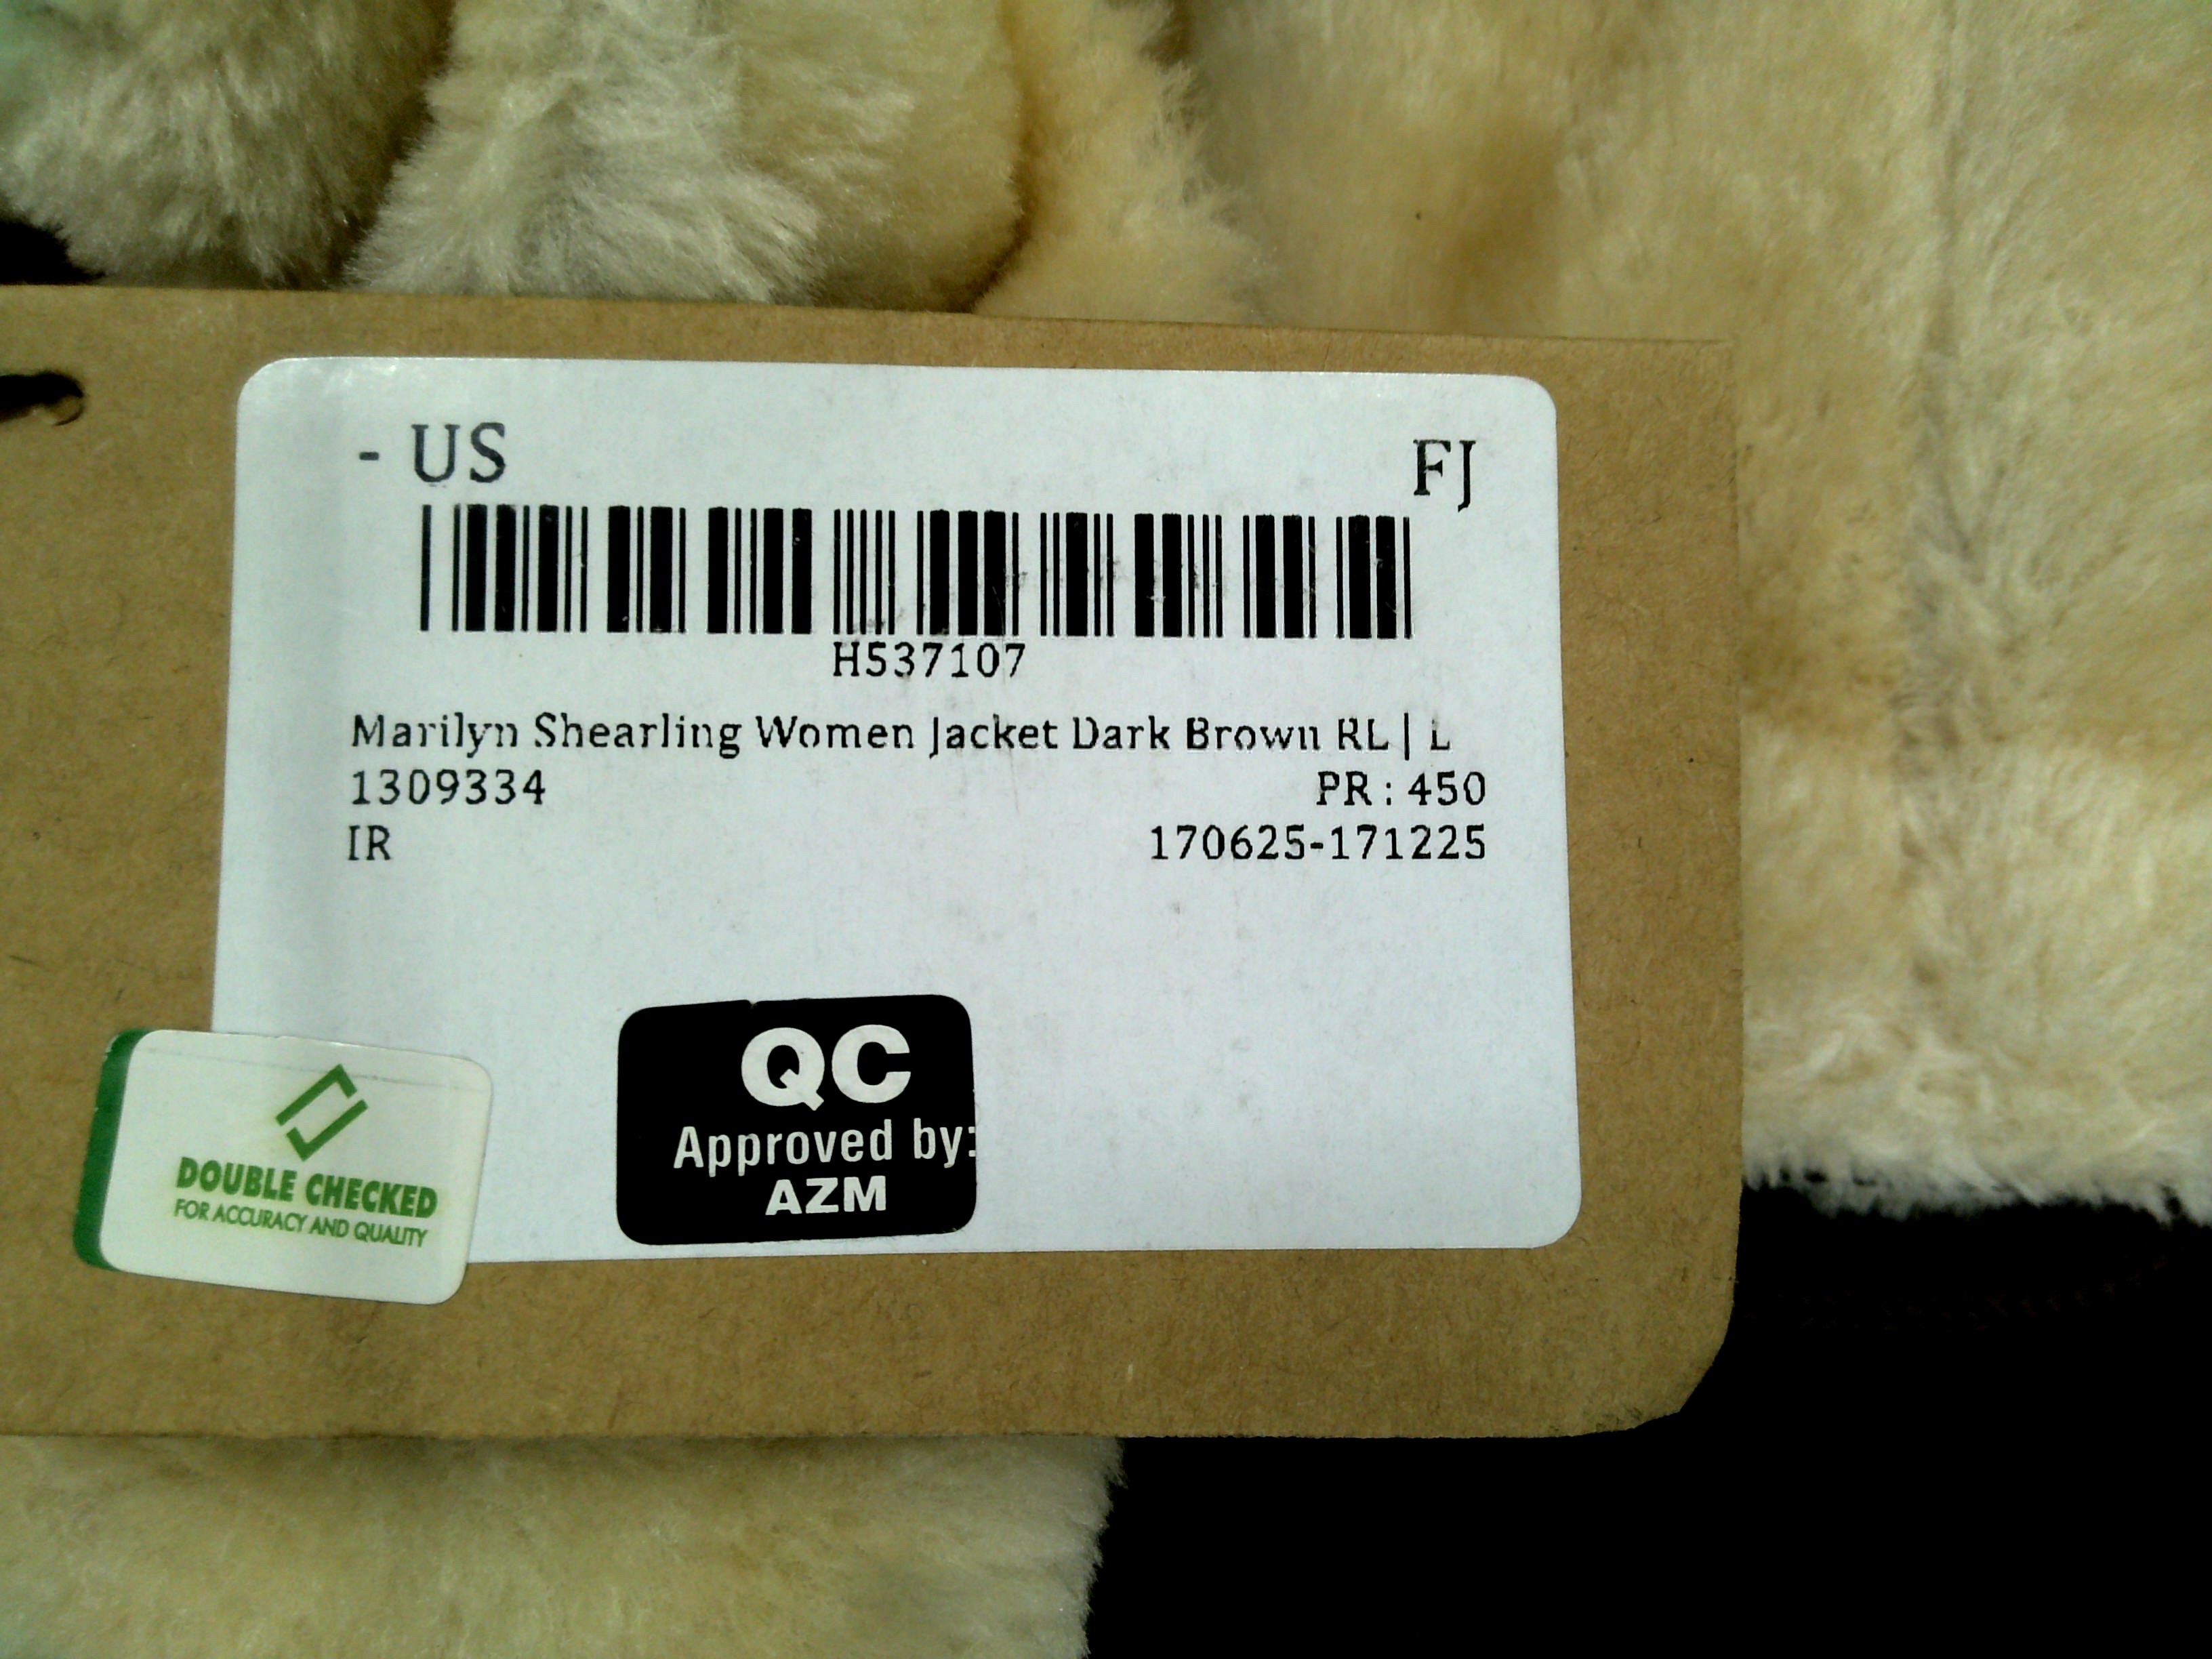 - US FJ
H537107
Marilyn Shearling Women Jacket Dark Brown RL | L
1309334 PR : 450
IR 170625-171225
QC
Approved by:
AZM
DOUBLE CHECKED
FOR ACCURACY AND QUALITY